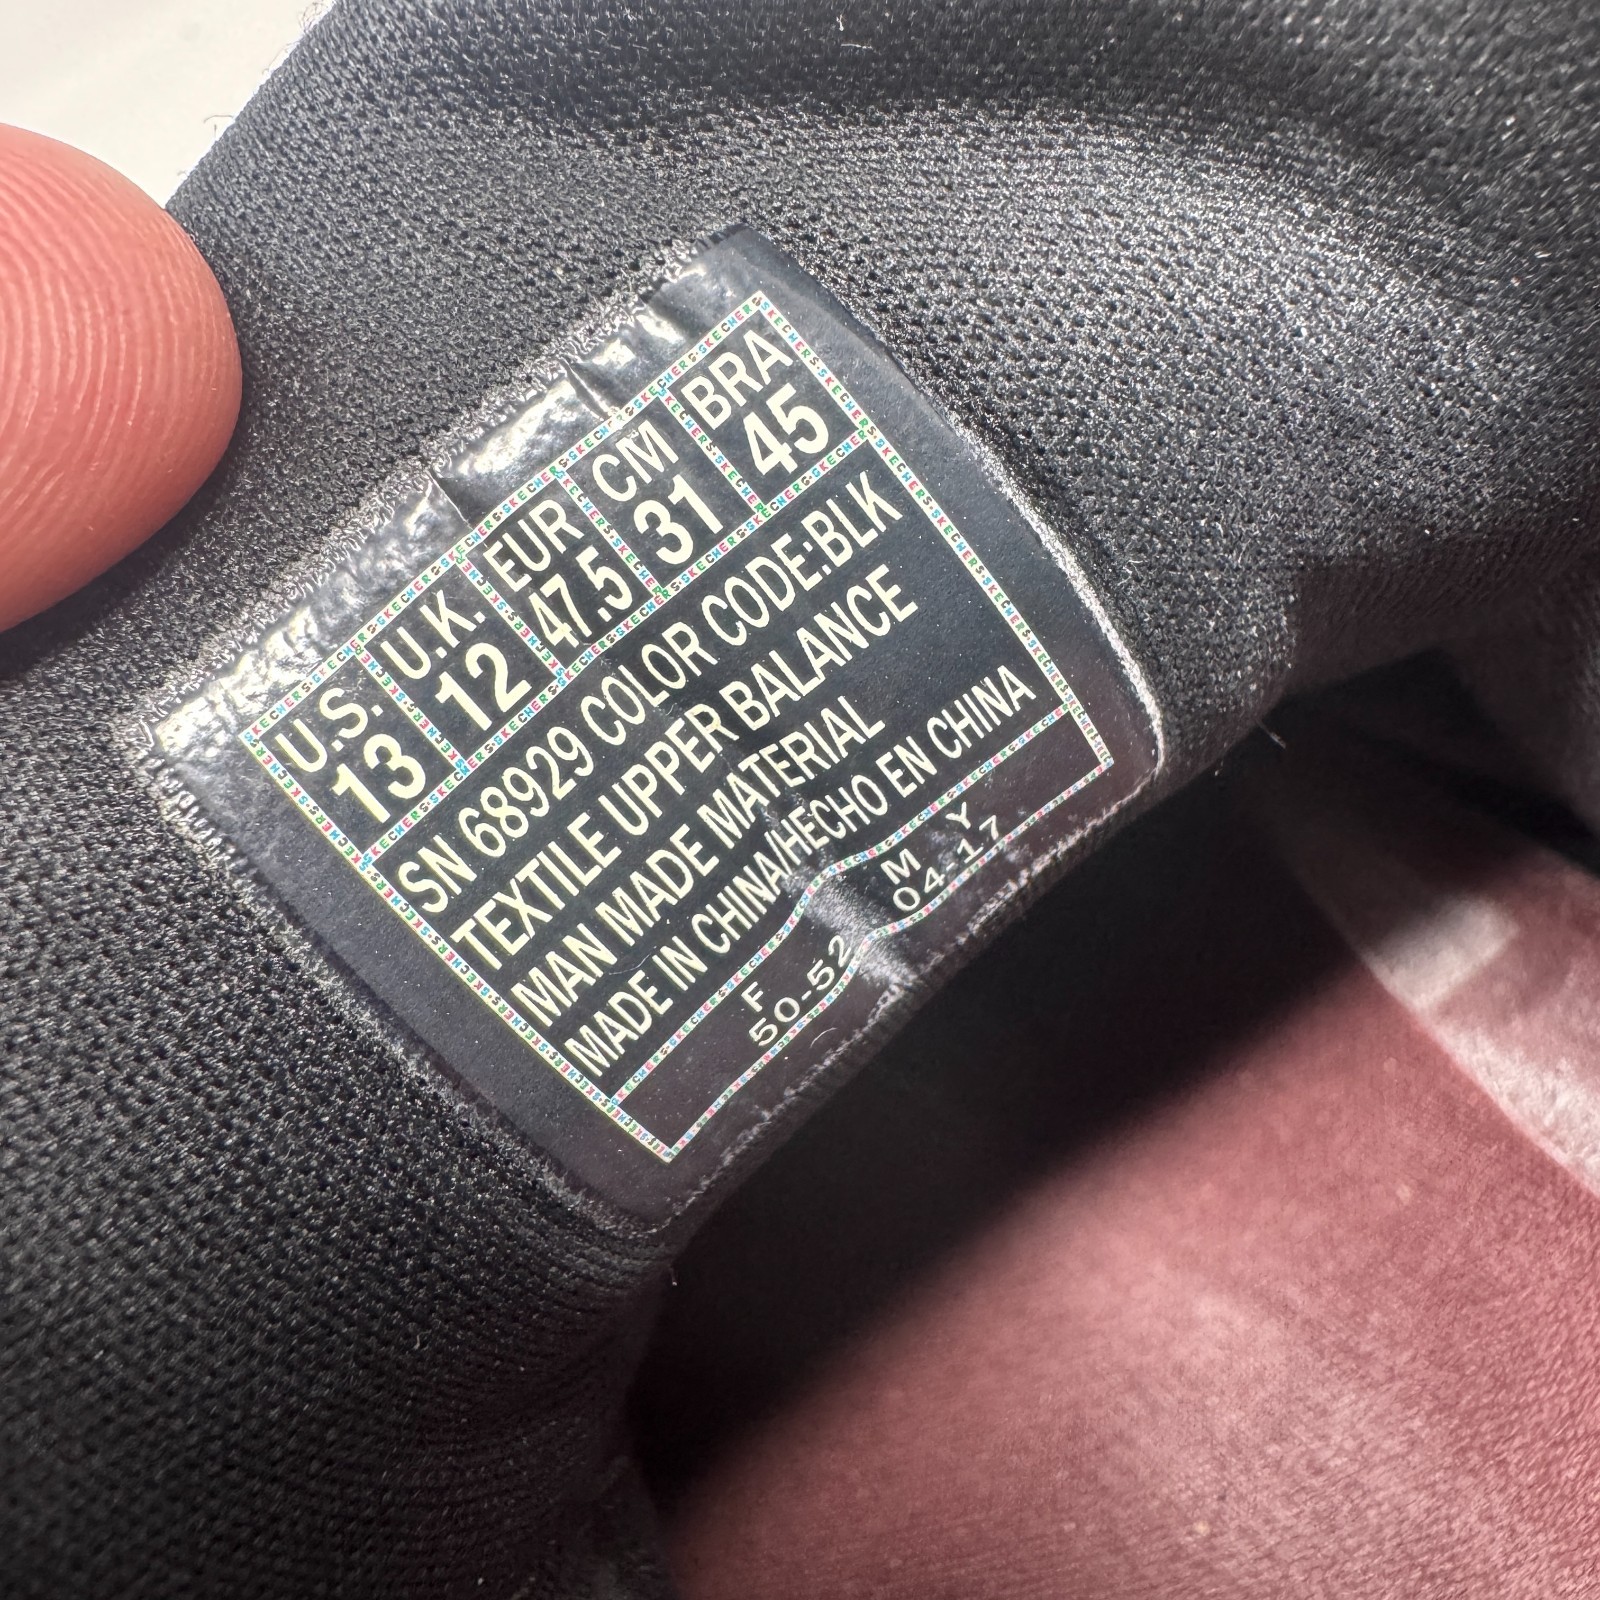 U.S. U.K. EUR CM BRA
13 12 47.5 31 45
SN 68929 COLOR CODE:BLK
TEXTILE UPPER BALANCE
MAN MADE MATERIAL
MADE IN CHINA/HECHO EN CHINA
F M Y
50-52 04-17